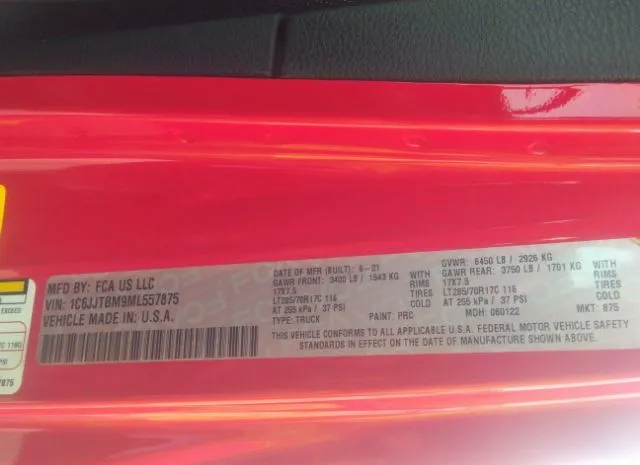 MFD BY: FCA US LLC
VIN: 1C6JJTBM9ML557875
VEHICLE MADE IN: U.S.A.
DATE OF MFR (BUILT): 6-21
GAWR FRONT: 3400 LB / 1543 KG
17X7.5 RIMS
LT285/70R17C 116 TIRES
AT 255 kPa / 37 PSI COLD
TYPE: TRUCK
PAINT: PRC
GVWR: 6450 LB / 2926 KG
GAWR REAR: 3750 LB / 1701 KG
17X7.5 RIMS
LT285/70R17C 116 TIRES
AT 255 kPa / 37 PSI COLD
MDH: 060122
MKT: 875
THIS VEHICLE CONFORMS TO ALL APPLICABLE U.S.A. FEDERAL MOTOR VEHICLE SAFETY
STANDARDS IN EFFECT ON THE DATE OF MANUFACTURE SHOWN ABOVE.
PSI
7875